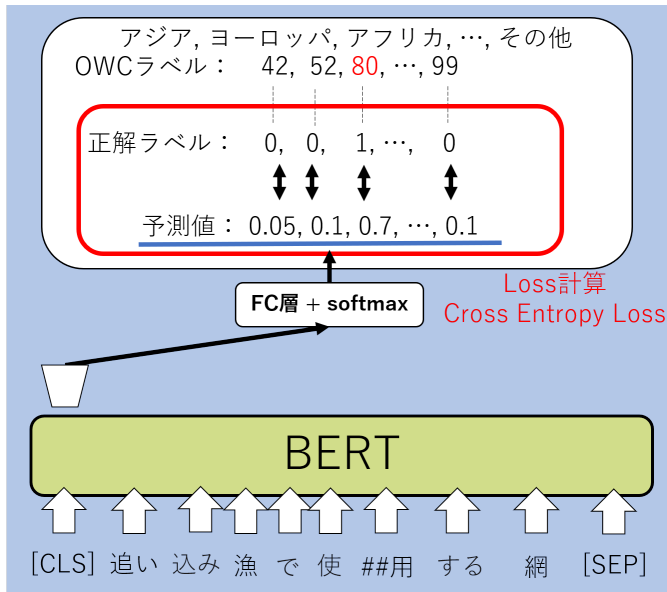 アジア, ヨーロッパ, アフリカ, …, その他
OWCラベル： 42, 52, 80, …, 99
正解ラベル： 0, 0, 1, …, 0
予測値： 0.05, 0.1, 0.7, …, 0.1
Loss計算
Cross Entropy Loss
FC層 + softmax
BERT
[CLS] 追い 込み 漁 で 使 ##用 する 網 [SEP]